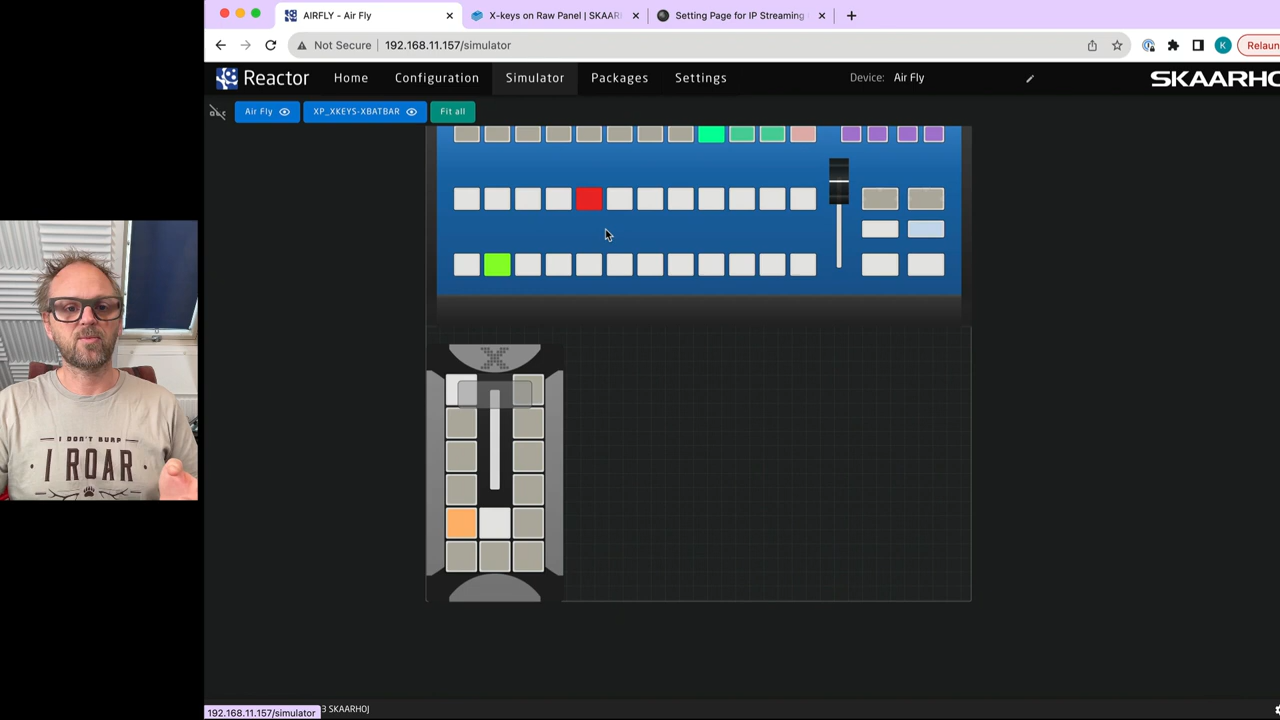 AIRFLY - Air Fly
X-keys on Raw Panel | SKAAR
Setting Page for IP Streaming
Not Secure
192.168.11.157/simulator
K
Relaun
Reactor
Home
Configuration
Simulator
Packages
Settings
Device:
Air Fly
SKAARHOJ
Air Fly
XP_XKEYS-XBATBAR
Fit all
I DON'T BURP
I ROAR
192.168.11.157/simulator
3 SKAARHOJ